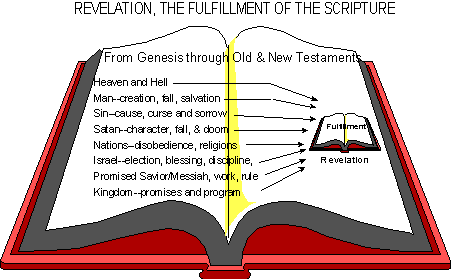 REVELATION, THE FULFILLMENT OF THE SCRIPTURE
From Genesis through Old & New Testaments
Heaven and Hell
Man--creation, fall, salvation
Sin--cause, curse and sorrow
Satan--character, fall, & doom
Nations--disobedience, religions
Israel--election, blessing, discipline,
Promised Savior/Messiah, work, rule
Kingdom--promises and program
Fulfillment
Revelation